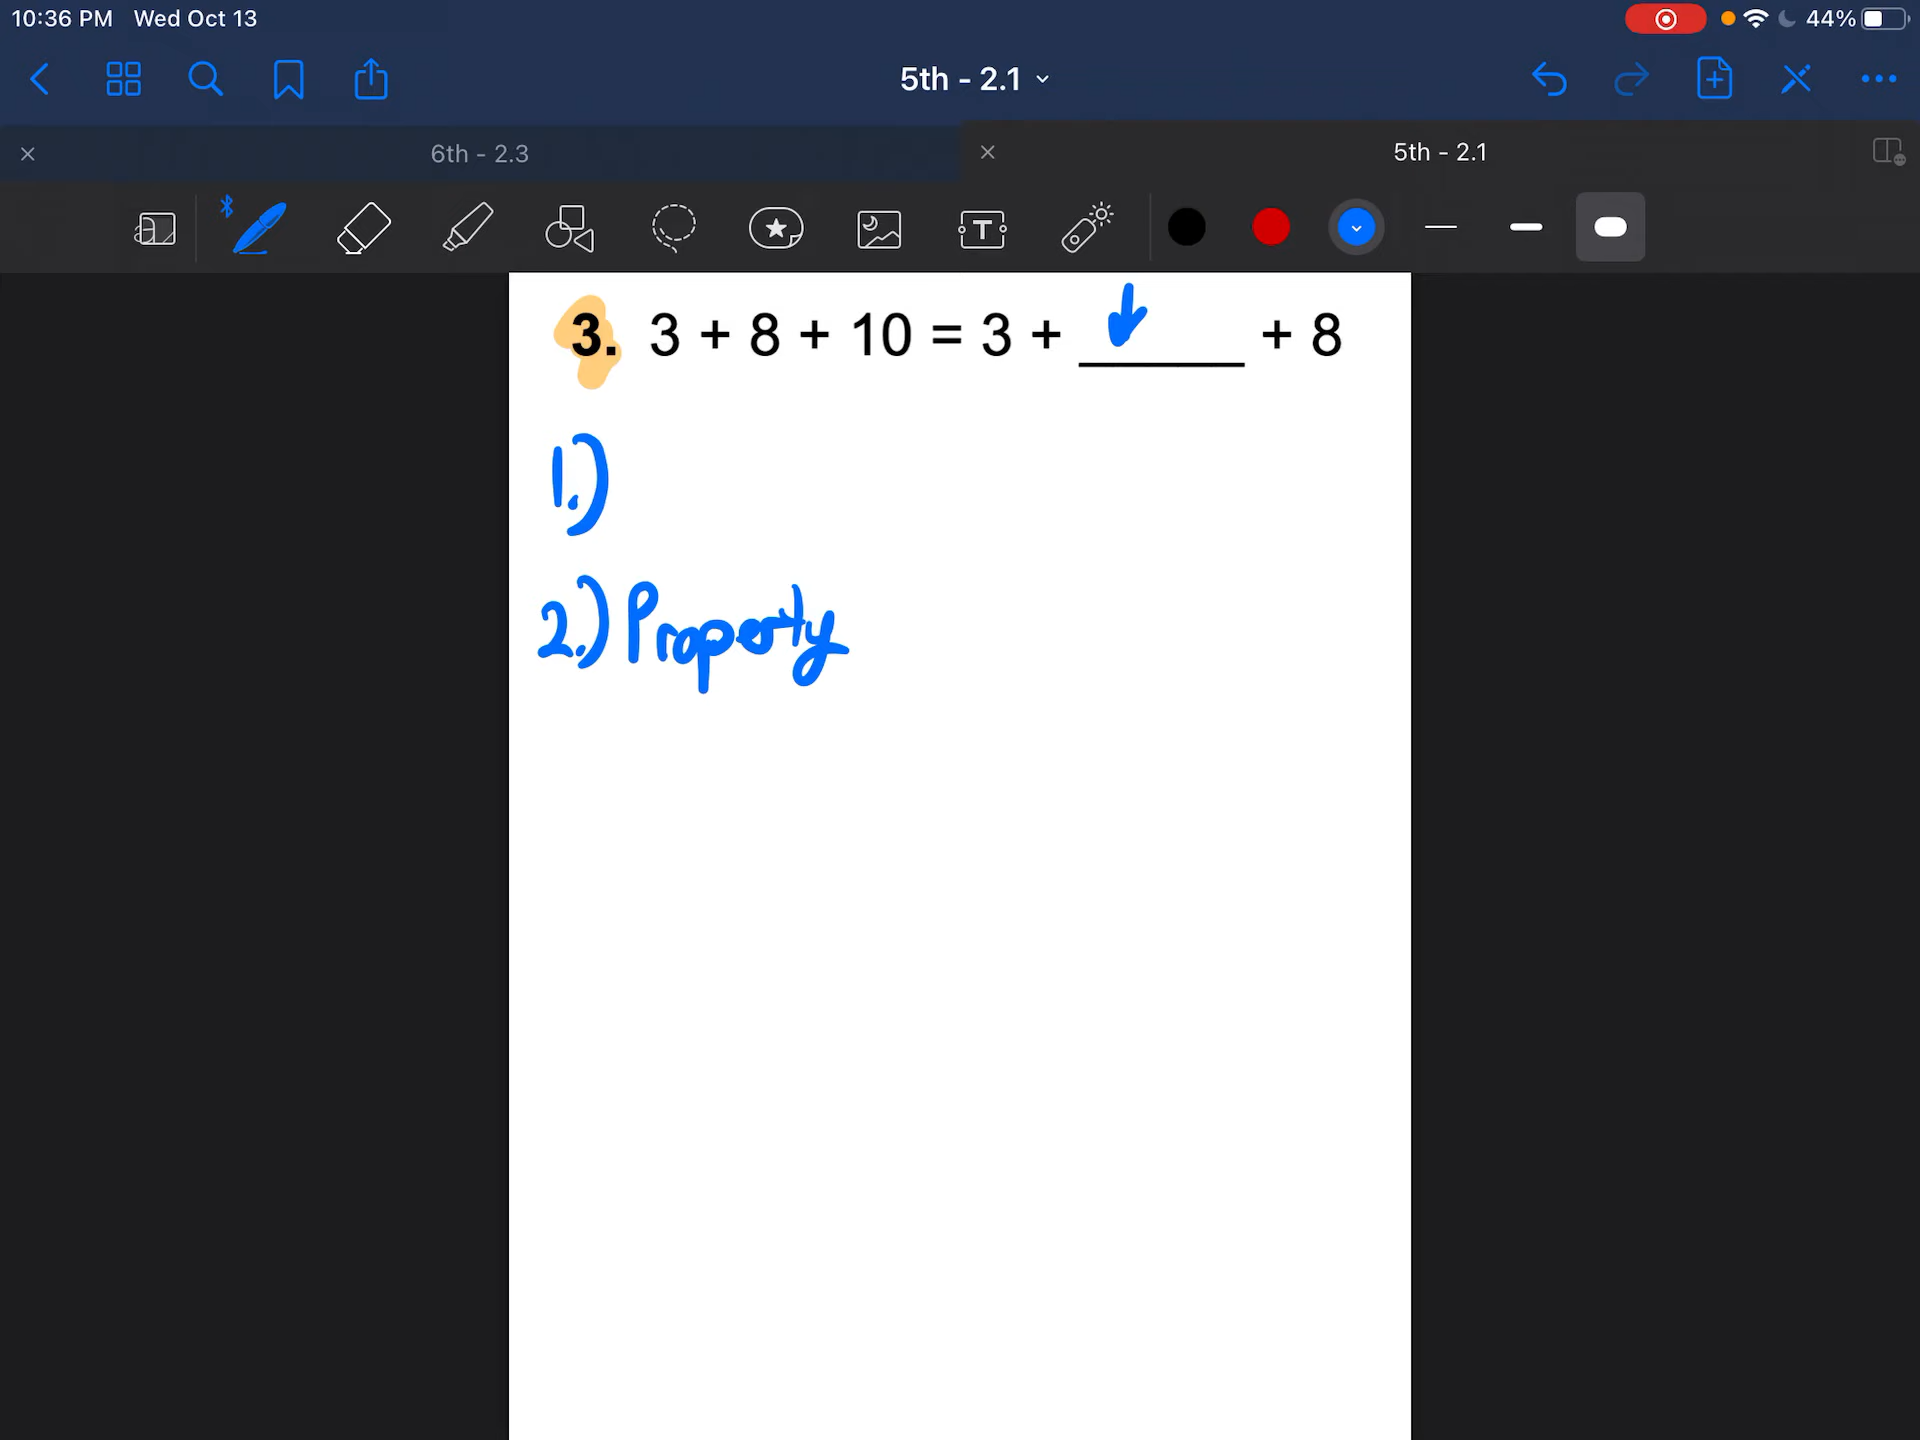 10:36 PM Wed Oct 13 44%
5th - 2.1
6th - 2.3 5th - 2.1
3. 3 + 8 + 10 = 3 + _____ + 8
1.)
2.) Property